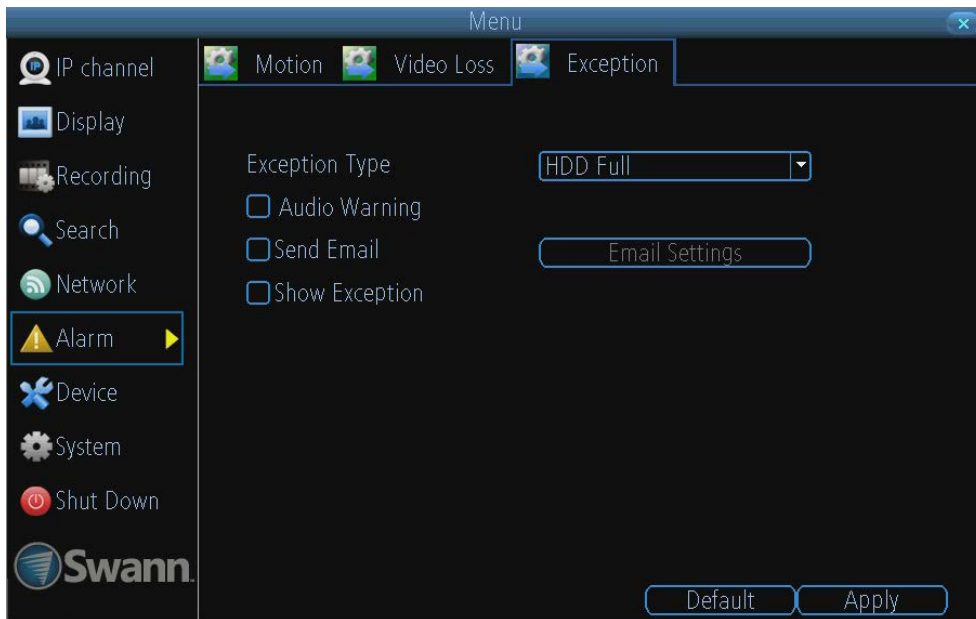 Menu
IP channel
Display
Recording
Search
Network
Alarm
Device
System
Shut Down
Swann
Motion
Video Loss
Exception
Exception Type
HDD Full
Audio Warning
Send Email
Email Settings
Show Exception
Default
Apply